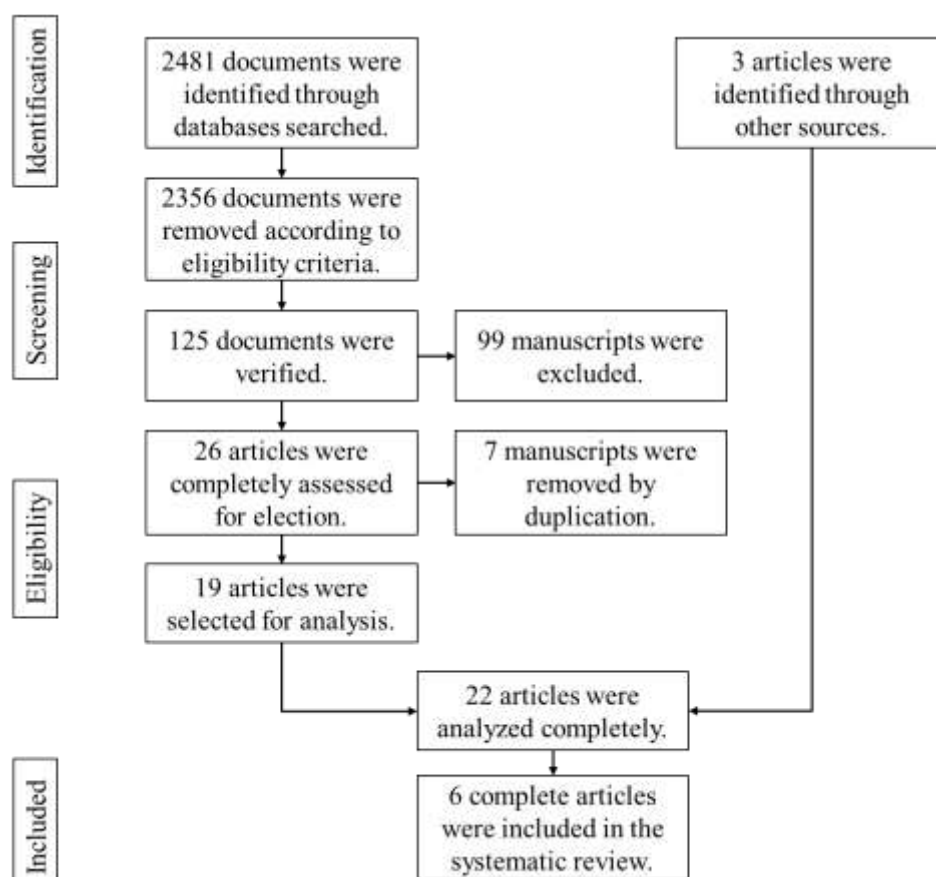 Identification
2481 documents were
identified through
databases searched.
3 articles were
identified through
other sources.
2356 documents were
removed according to
eligibility criteria.
Screening
125 documents were
verified.
99 manuscripts were
excluded.
26 articles were
completely assessed
for election.
7 manuscripts were
removed by
duplication.
Eligibility
19 articles were
selected for analysis.
22 articles were
analyzed completely.
Included
6 complete articles
were included in the
systematic review.